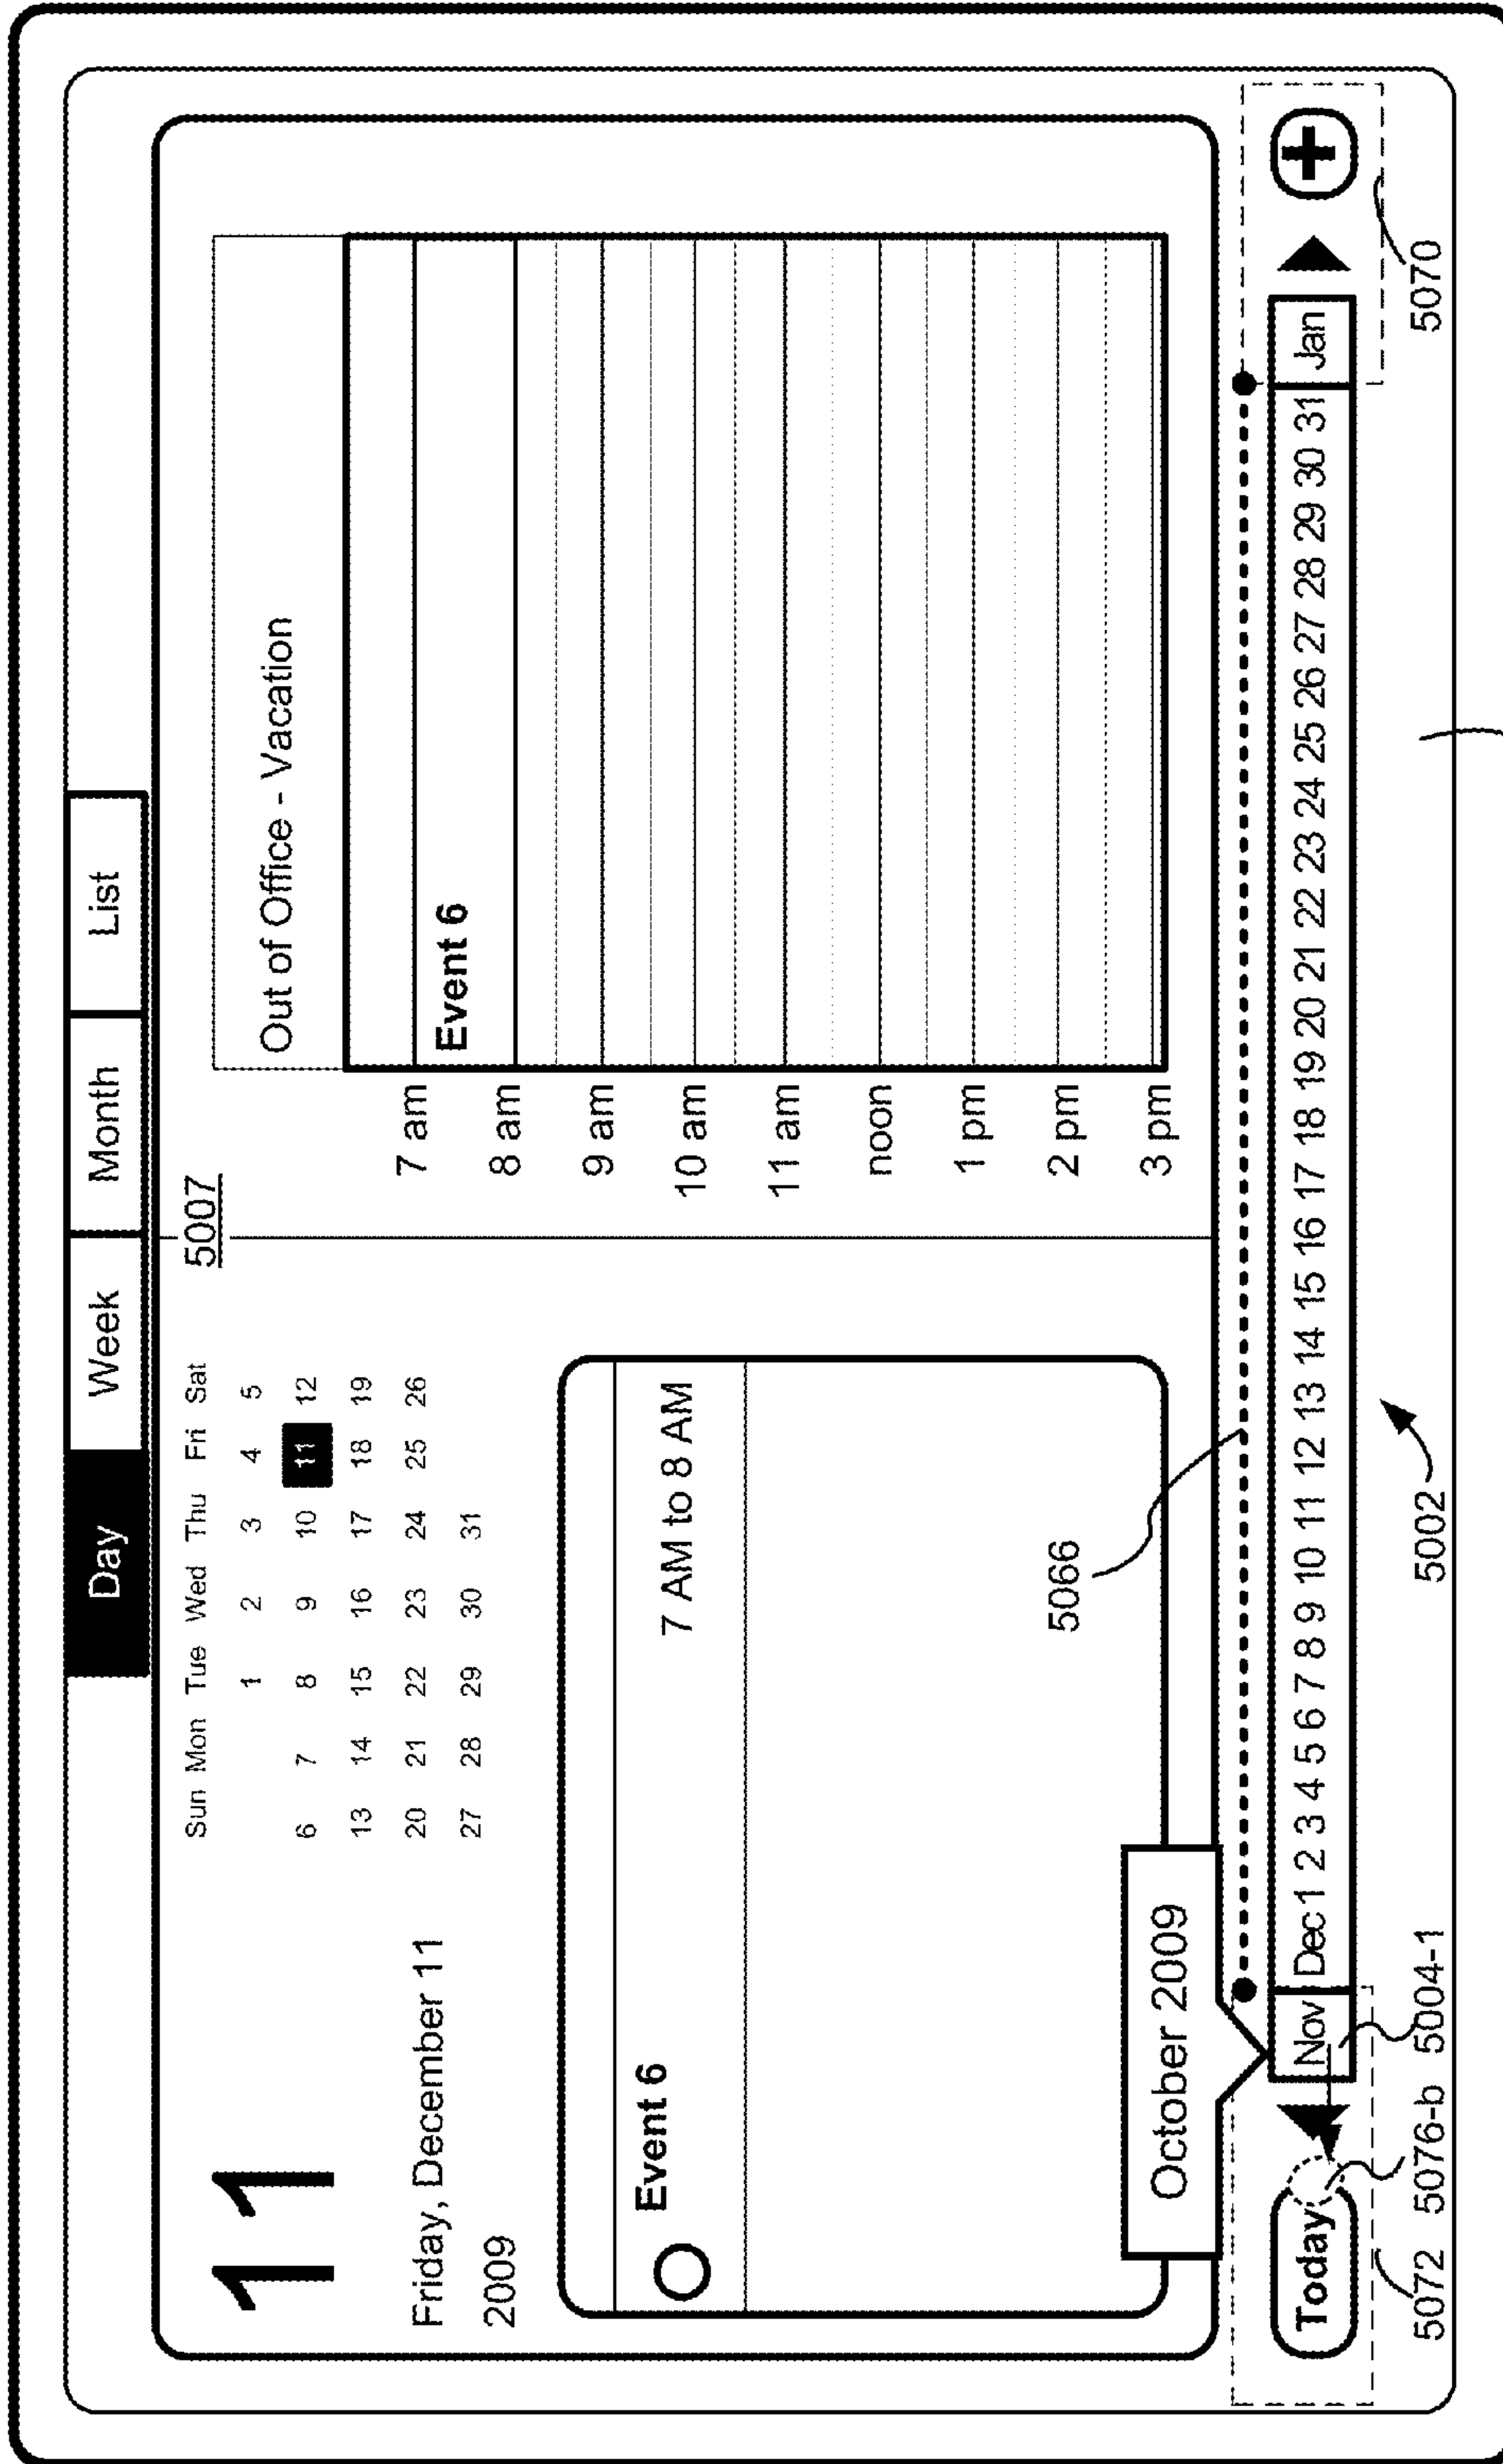 Day Week Month List
5007
11
Friday, December 11
2009
Sun Mon Tue Wed Thu Fri Sat
1 2 3 4 5
6 7 8 9 10 11 12
13 14 15 16 17 18 19
20 21 22 23 24 25 26
27 28 29 30 31
Event 6
7 AM to 8 AM
Out of Office - Vacation
7 am
Event 6
8 am
9 am
10 am
11 am
noon
1 pm
2 pm
3 pm
5066
October 2009
Today Nov Dec 1 2 3 4 5 6 7 8 9 10 11 12 13 14 15 16 17 18 19 20 21 22 23 24 25 26 27 28 29 30 31 Jan +
5072 5076-b 5004-1 5002 5070